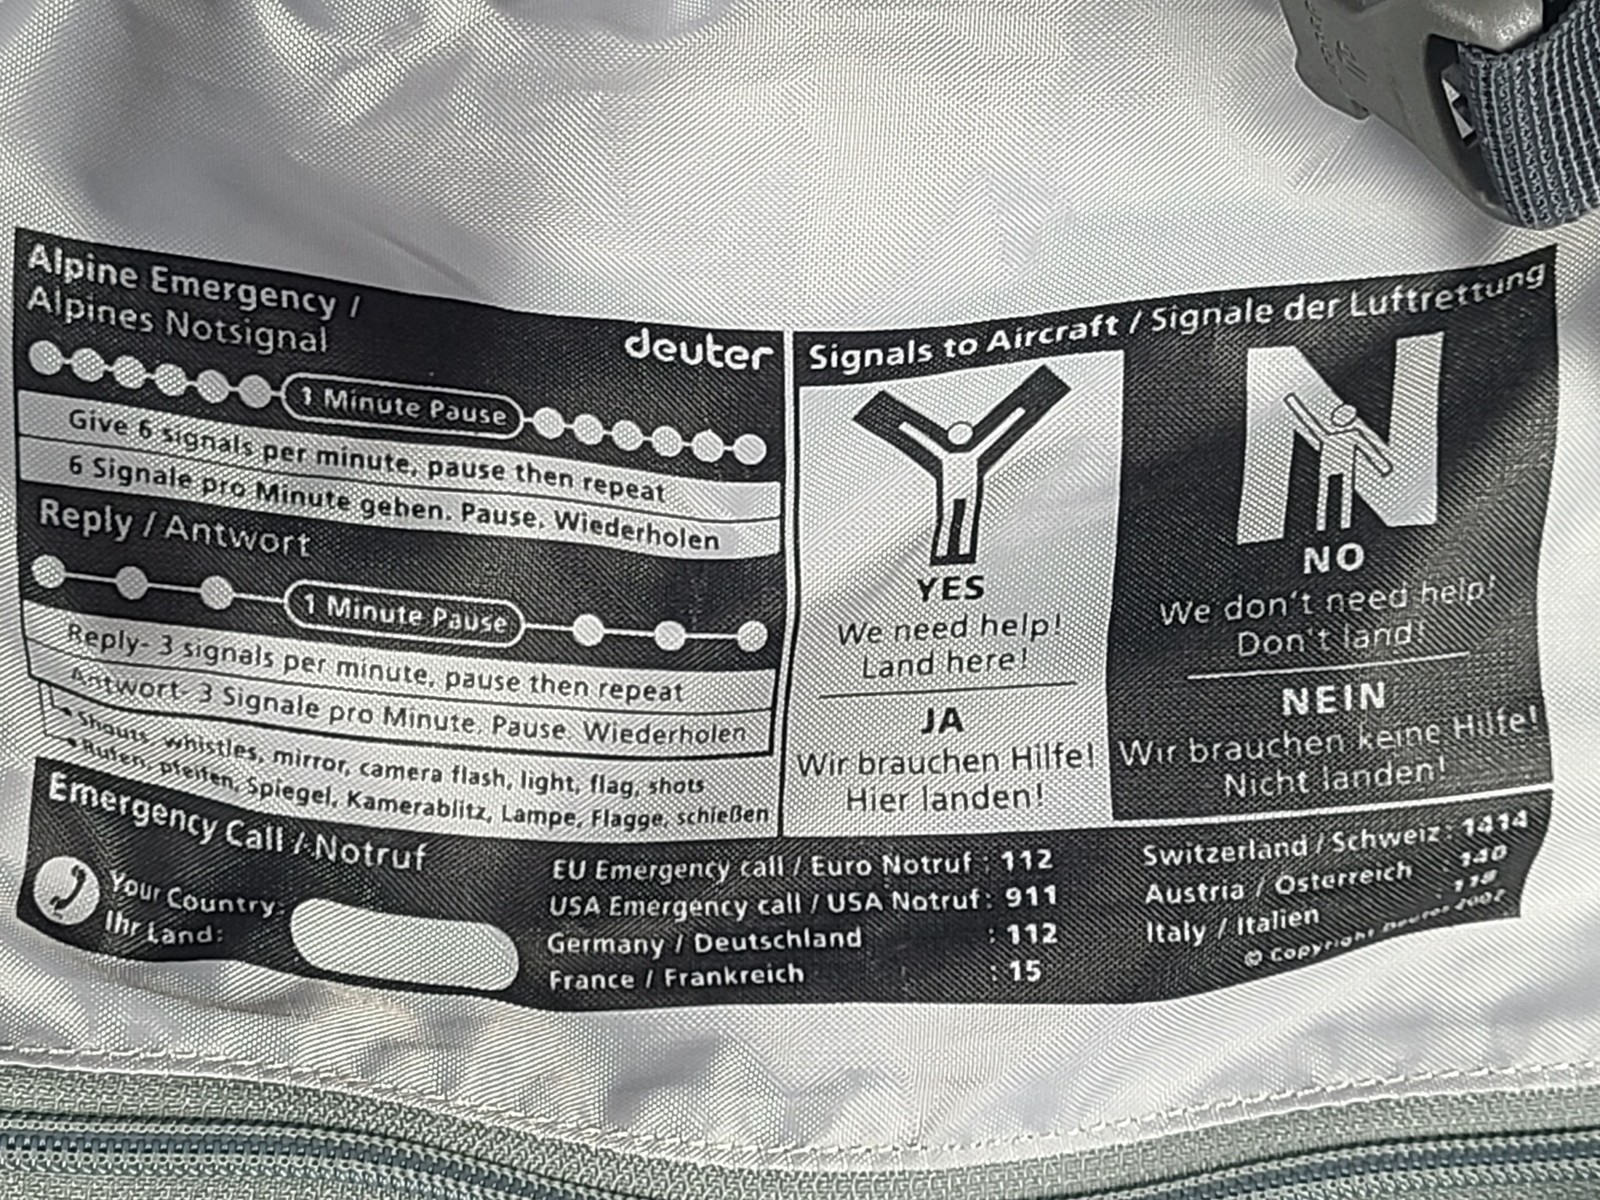 Alpine Emergency /
Alpines Notsignal
deuter
1 Minute Pause
Give 6 signals per minute, pause then repeat
6 Signale pro Minute geben. Pause. Wiederholen
Reply / Antwort
1 Minute Pause
Reply- 3 signals per minute, pause then repeat
Antwort- 3 Signale pro Minute. Pause. Wiederholen
Shouts, whistles, mirror, camera flash, light, flag, shots
Rufen, pfeifen, Spiegel, Kamerablitz, Lampe, Flagge, schießen
Signals to Aircraft / Signale der Luftrettung
YES
We need help!
Land here!
JA
Wir brauchen Hilfe!
Hier landen!
N
NO
We don't need help!
Don't land!
NEIN
Wir brauchen keine Hilfe!
Nicht landen!
Emergency Call / Notruf
Your Country:
Ihr Land:
EU Emergency call / Euro Notruf : 112
USA Emergency call / USA Notruf : 911
Germany / Deutschland : 112
France / Frankreich : 15
Switzerland / Schweiz : 1414
Austria / Österreich : 140
Italy / Italien : 118
© Copyright Deuter 2007